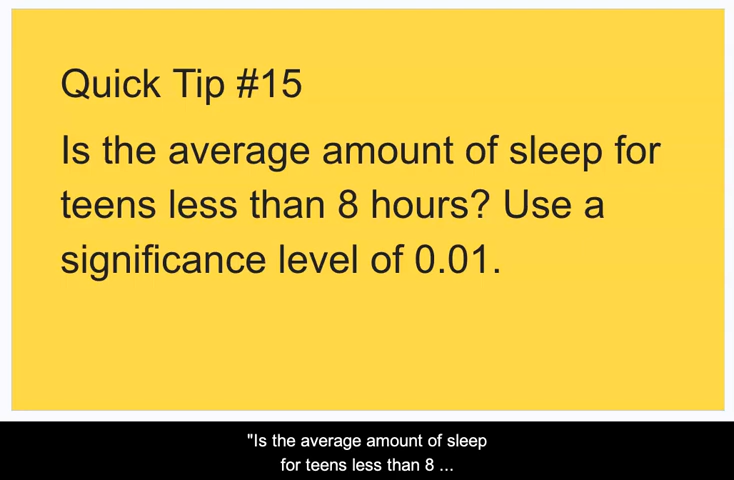 Quick Tip #15
Is the average amount of sleep for
teens less than 8 hours? Use a
significance level of 0.01.
"Is the average amount of sleep
for teens less than 8 ...